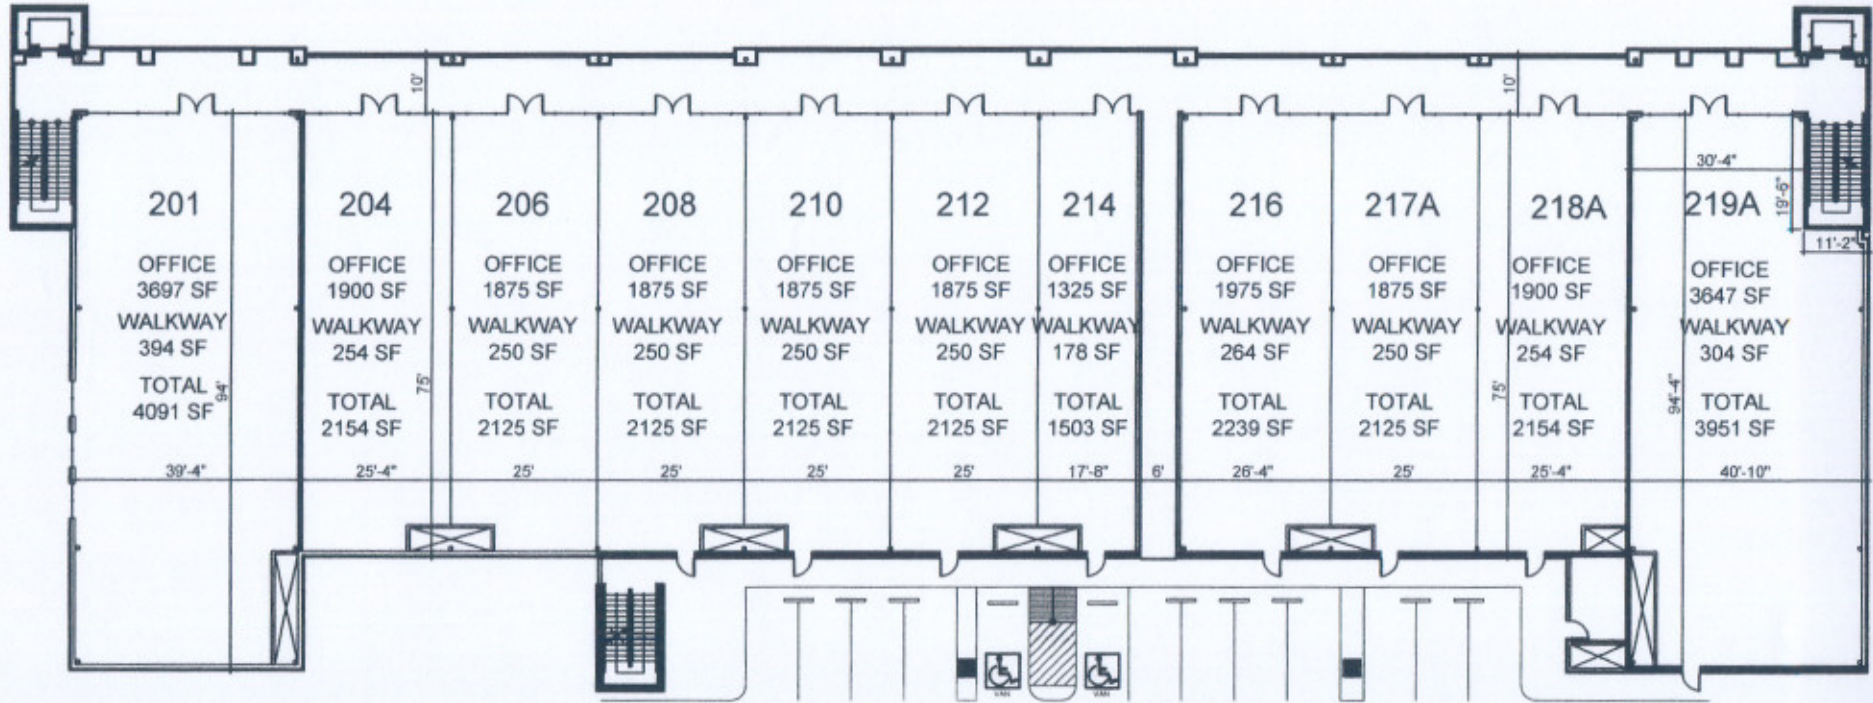 10'
10'
201
OFFICE
3697 SF
WALKWAY
394 SF
TOTAL
4091 SF
94'
39'-4"
204
OFFICE
1900 SF
WALKWAY
254 SF
TOTAL
2154 SF
75'
25'-4"
206
OFFICE
1875 SF
WALKWAY
250 SF
TOTAL
2125 SF
25'
208
OFFICE
1875 SF
WALKWAY
250 SF
TOTAL
2125 SF
25'
210
OFFICE
1875 SF
WALKWAY
250 SF
TOTAL
2125 SF
25'
212
OFFICE
1875 SF
WALKWAY
250 SF
TOTAL
2125 SF
25'
214
OFFICE
1325 SF
WALKWAY
178 SF
TOTAL
1503 SF
17'-8"
6'
216
OFFICE
1975 SF
WALKWAY
264 SF
TOTAL
2239 SF
26'-4"
217A
OFFICE
1875 SF
WALKWAY
250 SF
TOTAL
2125 SF
25'
218A
OFFICE
1900 SF
WALKWAY
254 SF
TOTAL
2154 SF
75'
25'-4"
30'-4"
19'-6"
11'-2"
219A
OFFICE
3647 SF
WALKWAY
304 SF
TOTAL
3951 SF
94'-4"
40'-10"
VAN
VAN